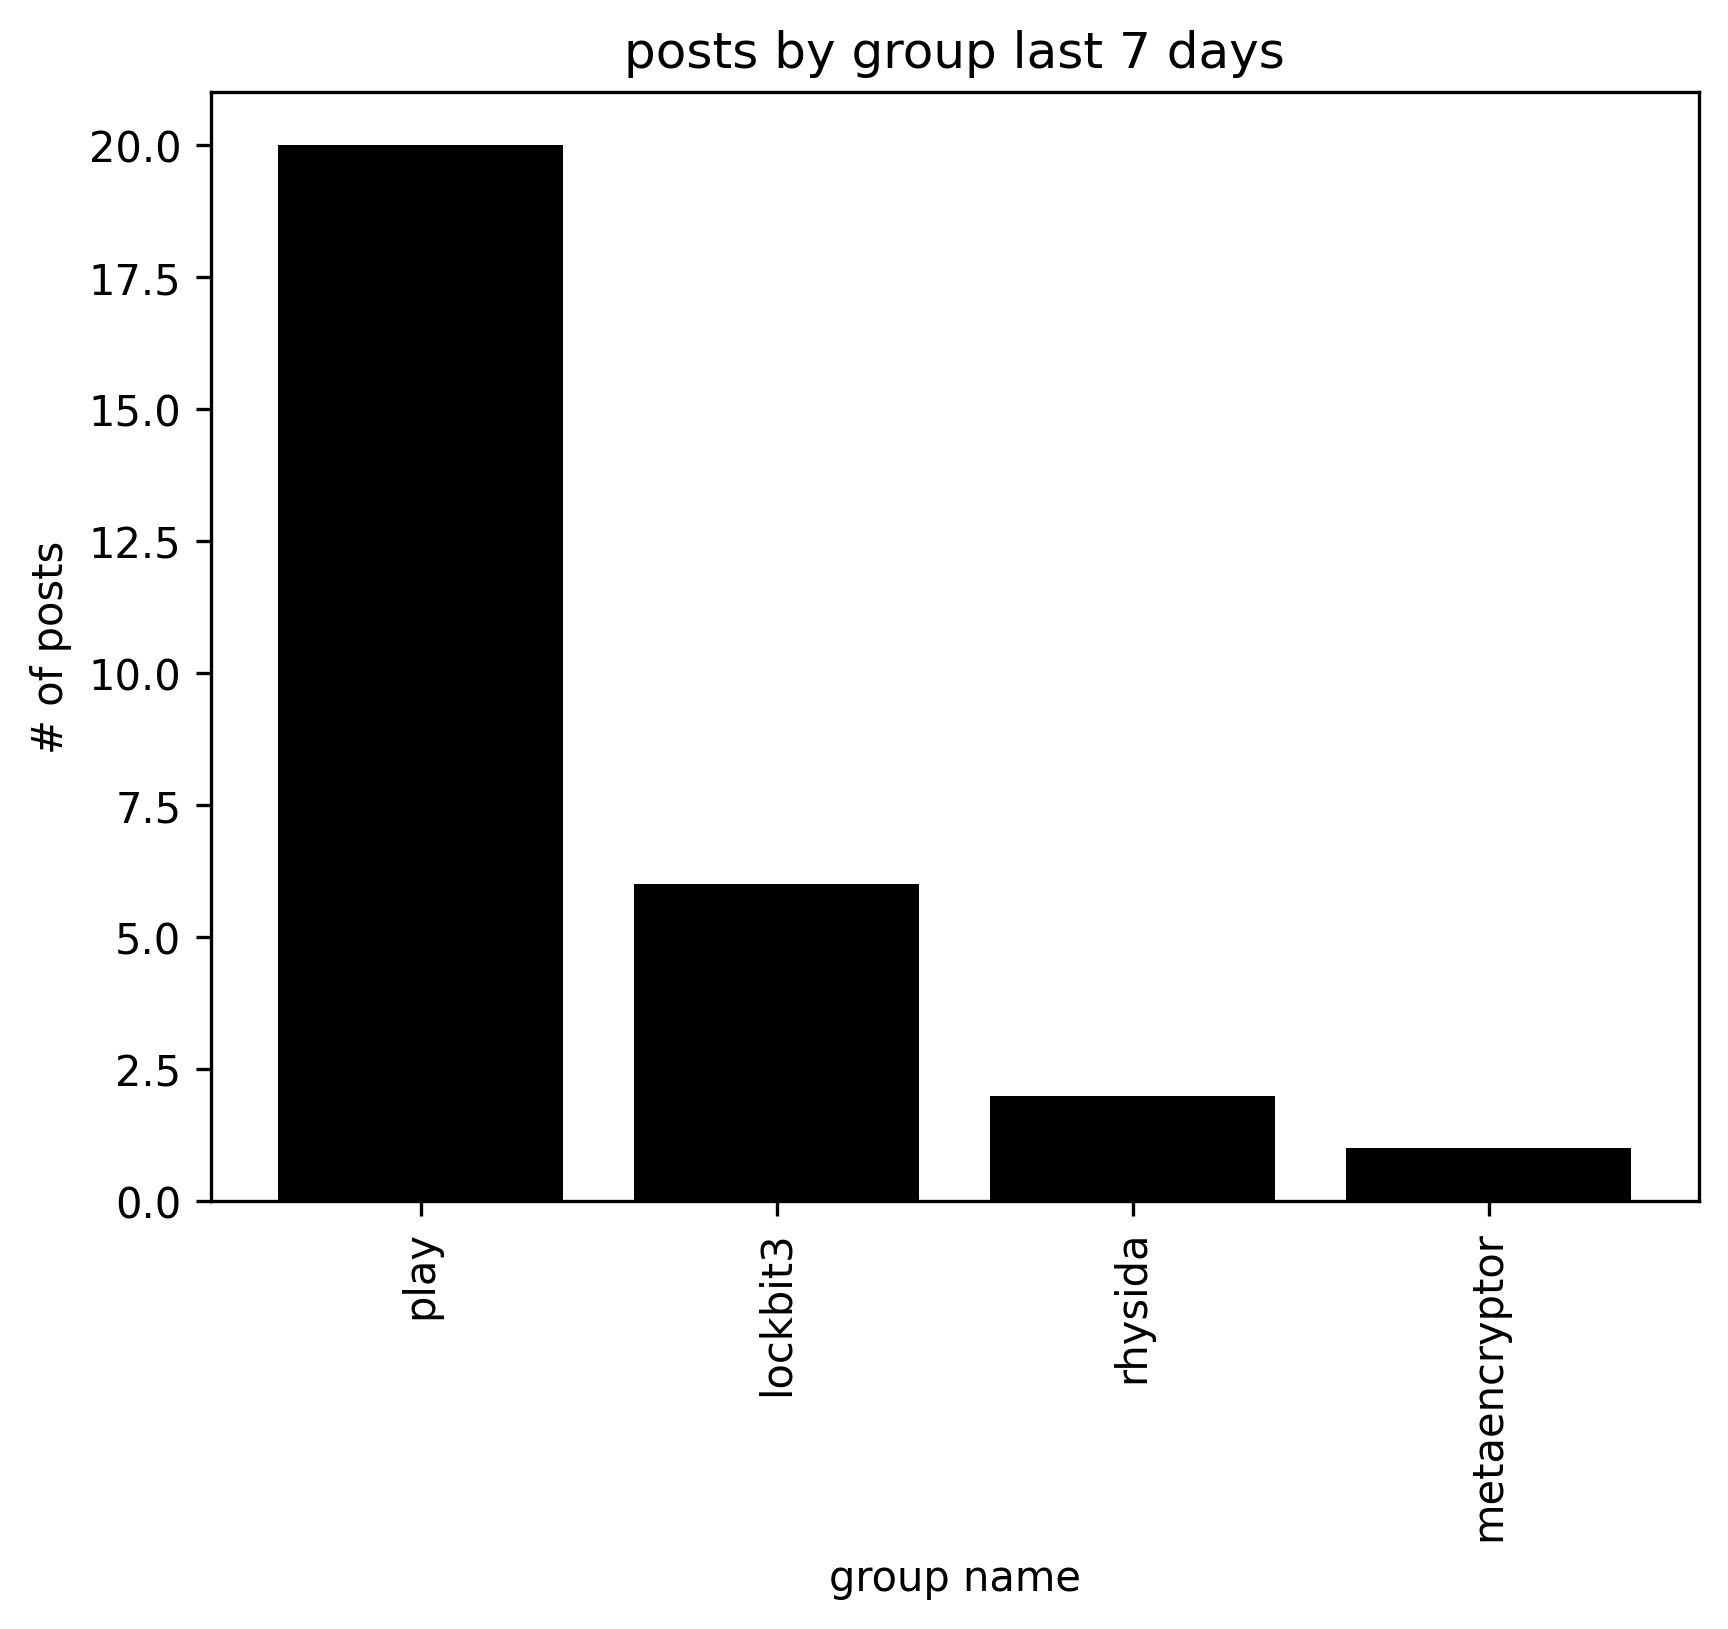 posts by group last 7 days
20.0
17.5
15.0
12.5
10.0
7.5
5.0
2.5
0.0
# of posts
play
lockbit3
rhysida
metaencryptor
group name